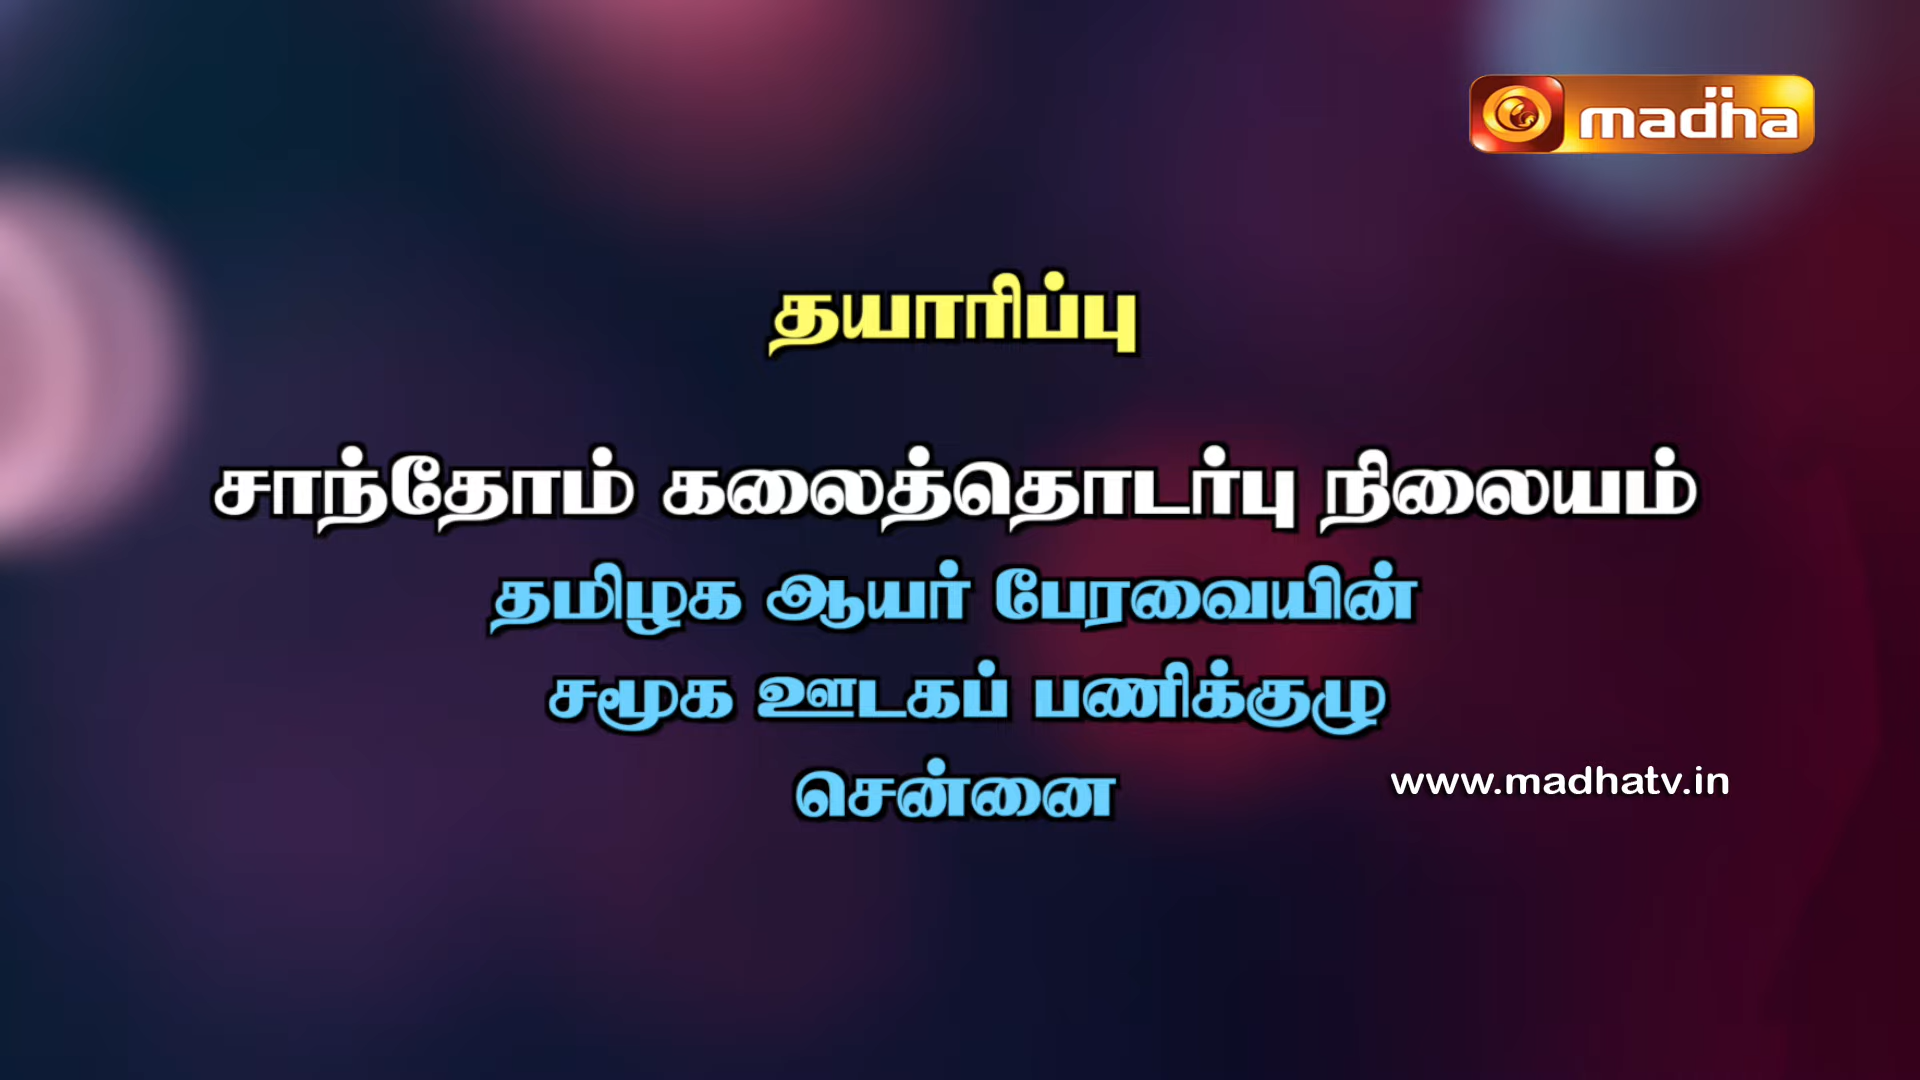 madha
தயாரிப்பு
சாந்தோம் கலைத்தொடர்பு நிலையம்
தமிழக ஆயர் பேரவையின்
சமூக ஊடகப் பணிக்குழு
சென்னை
www.madhatv.in